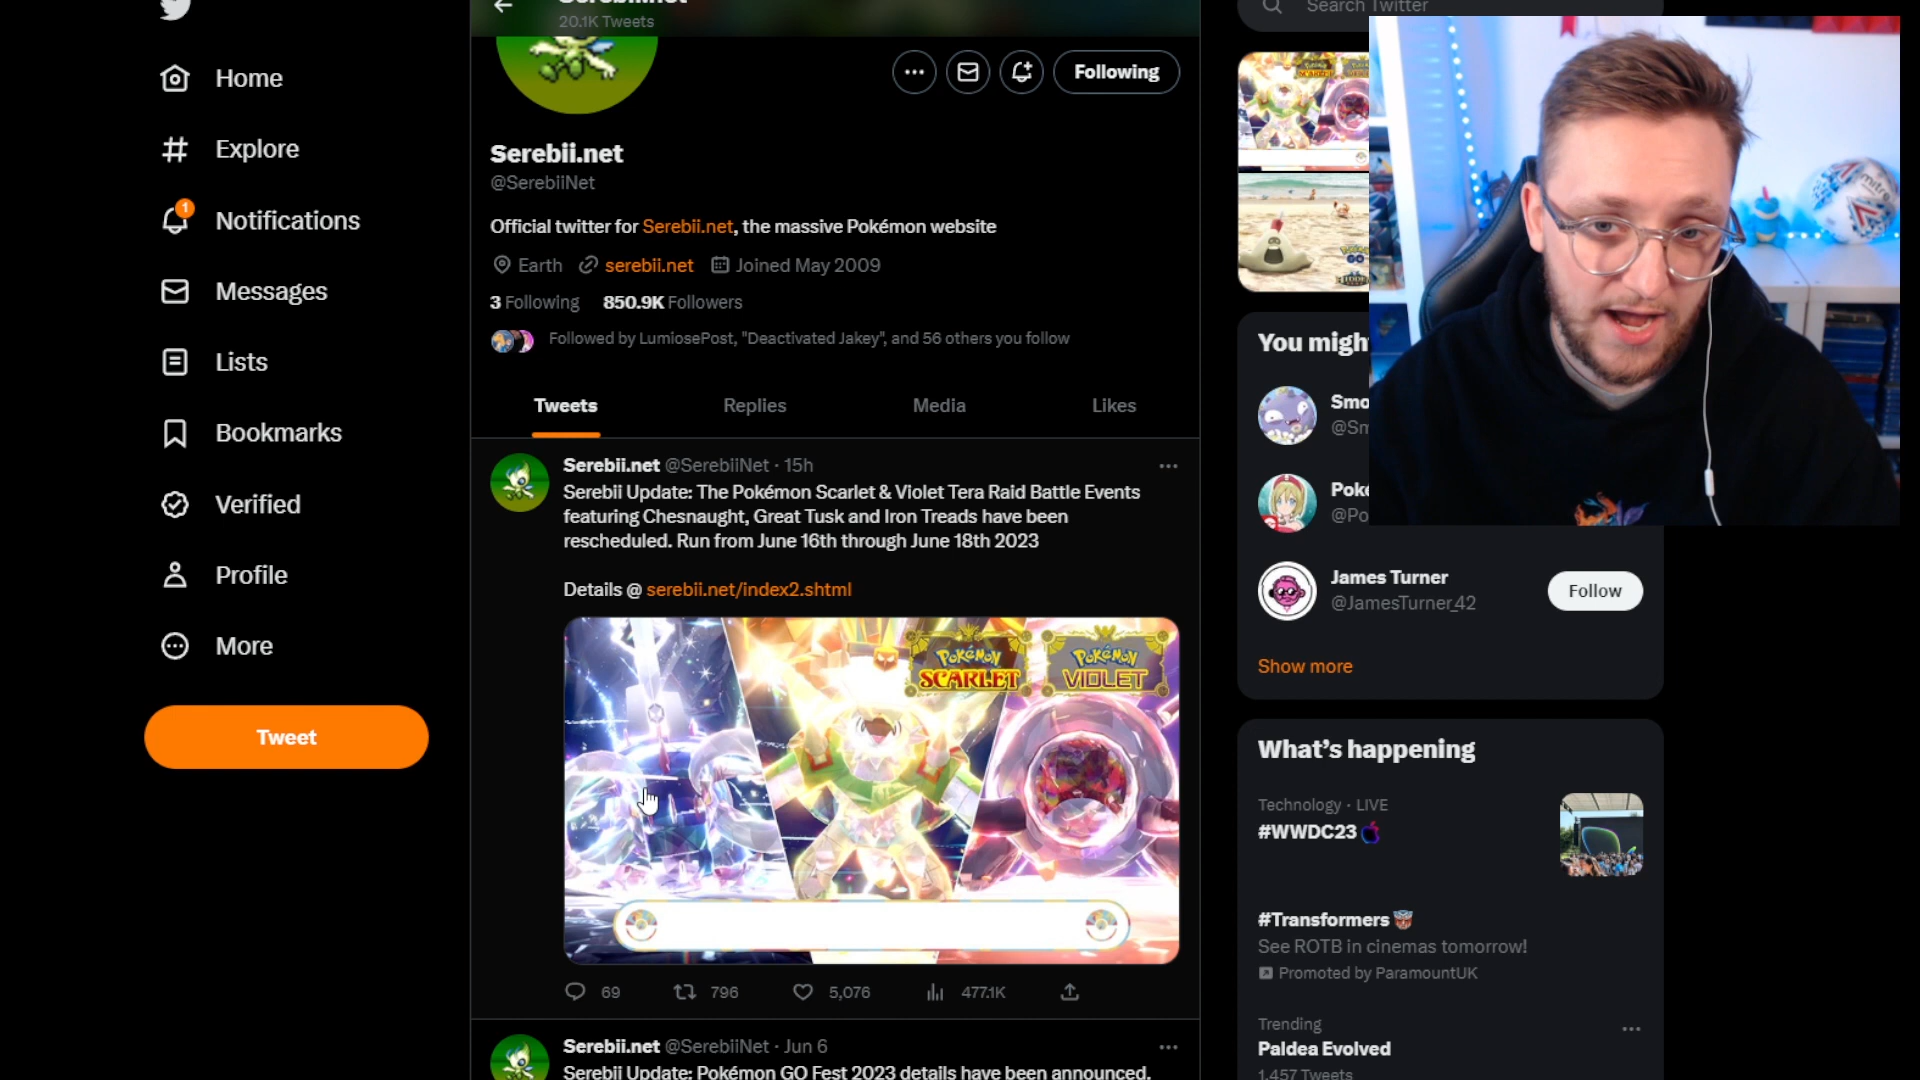 20.1K Tweets
Search Twitter
Home
Explore
1
Notifications
Messages
Lists
Bookmarks
Verified
Profile
More
Tweet
Following
Serebii.net
@SerebiiNet
Official twitter for Serebii.net, the massive Pokémon website
Earth serebii.net Joined May 2009
3 Following 850.9K Followers
Followed by LumiosePost, "Deactivated Jakey", and 56 others you follow
Tweets Replies Media Likes
Serebii.net @SerebiiNet · 15h
Serebii Update: The Pokémon Scarlet & Violet Tera Raid Battle Events
featuring Chesnaught, Great Tusk and Iron Treads have been
rescheduled. Run from June 16th through June 18th 2023
Details @ serebii.net/index2.shtml
POKÉMON SCARLET
POKÉMON VIOLET
69 796 5,076 477.1K
Serebii.net @SerebiiNet · Jun 6
Serebii Update: Pokémon GO Fest 2023 details have been announced.
You migh
Smo
@Sm
Poké
@Po
James Turner
@JamesTurner_42
Follow
Show more
What's happening
Technology · LIVE
#WWDC23
#Transformers
See ROTB in cinemas tomorrow!
Promoted by ParamountUK
Trending
Paldea Evolved
1,457 Tweets
mitre